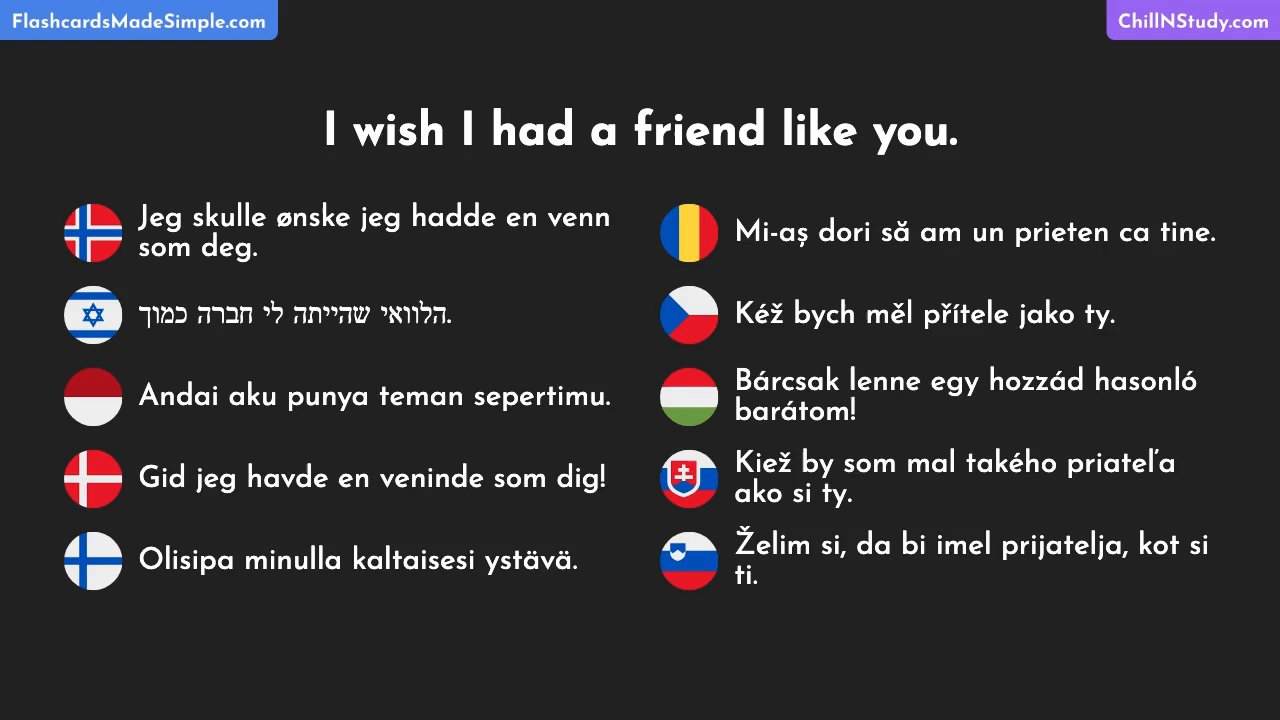 FlashcardsMadeSimple.com
ChillNStudy.com
I wish I had a friend like you.
Jeg skulle ønske jeg hadde en venn
som deg.
הלוואי שהייתה לי חברה כמוך.
Andai aku punya teman sepertimu.
Gid jeg havde en veninde som dig!
Olisipa minulla kaltaisesi ystävä.
Mi-aș dori să am un prieten ca tine.
Kéž bych měl přítele jako ty.
Bárcsak lenne egy hozzád hasonló
barátom!
Kiež by som mal takého priateľa
ako si ty.
Želim si, da bi imel prijatelja, kot si
ti.